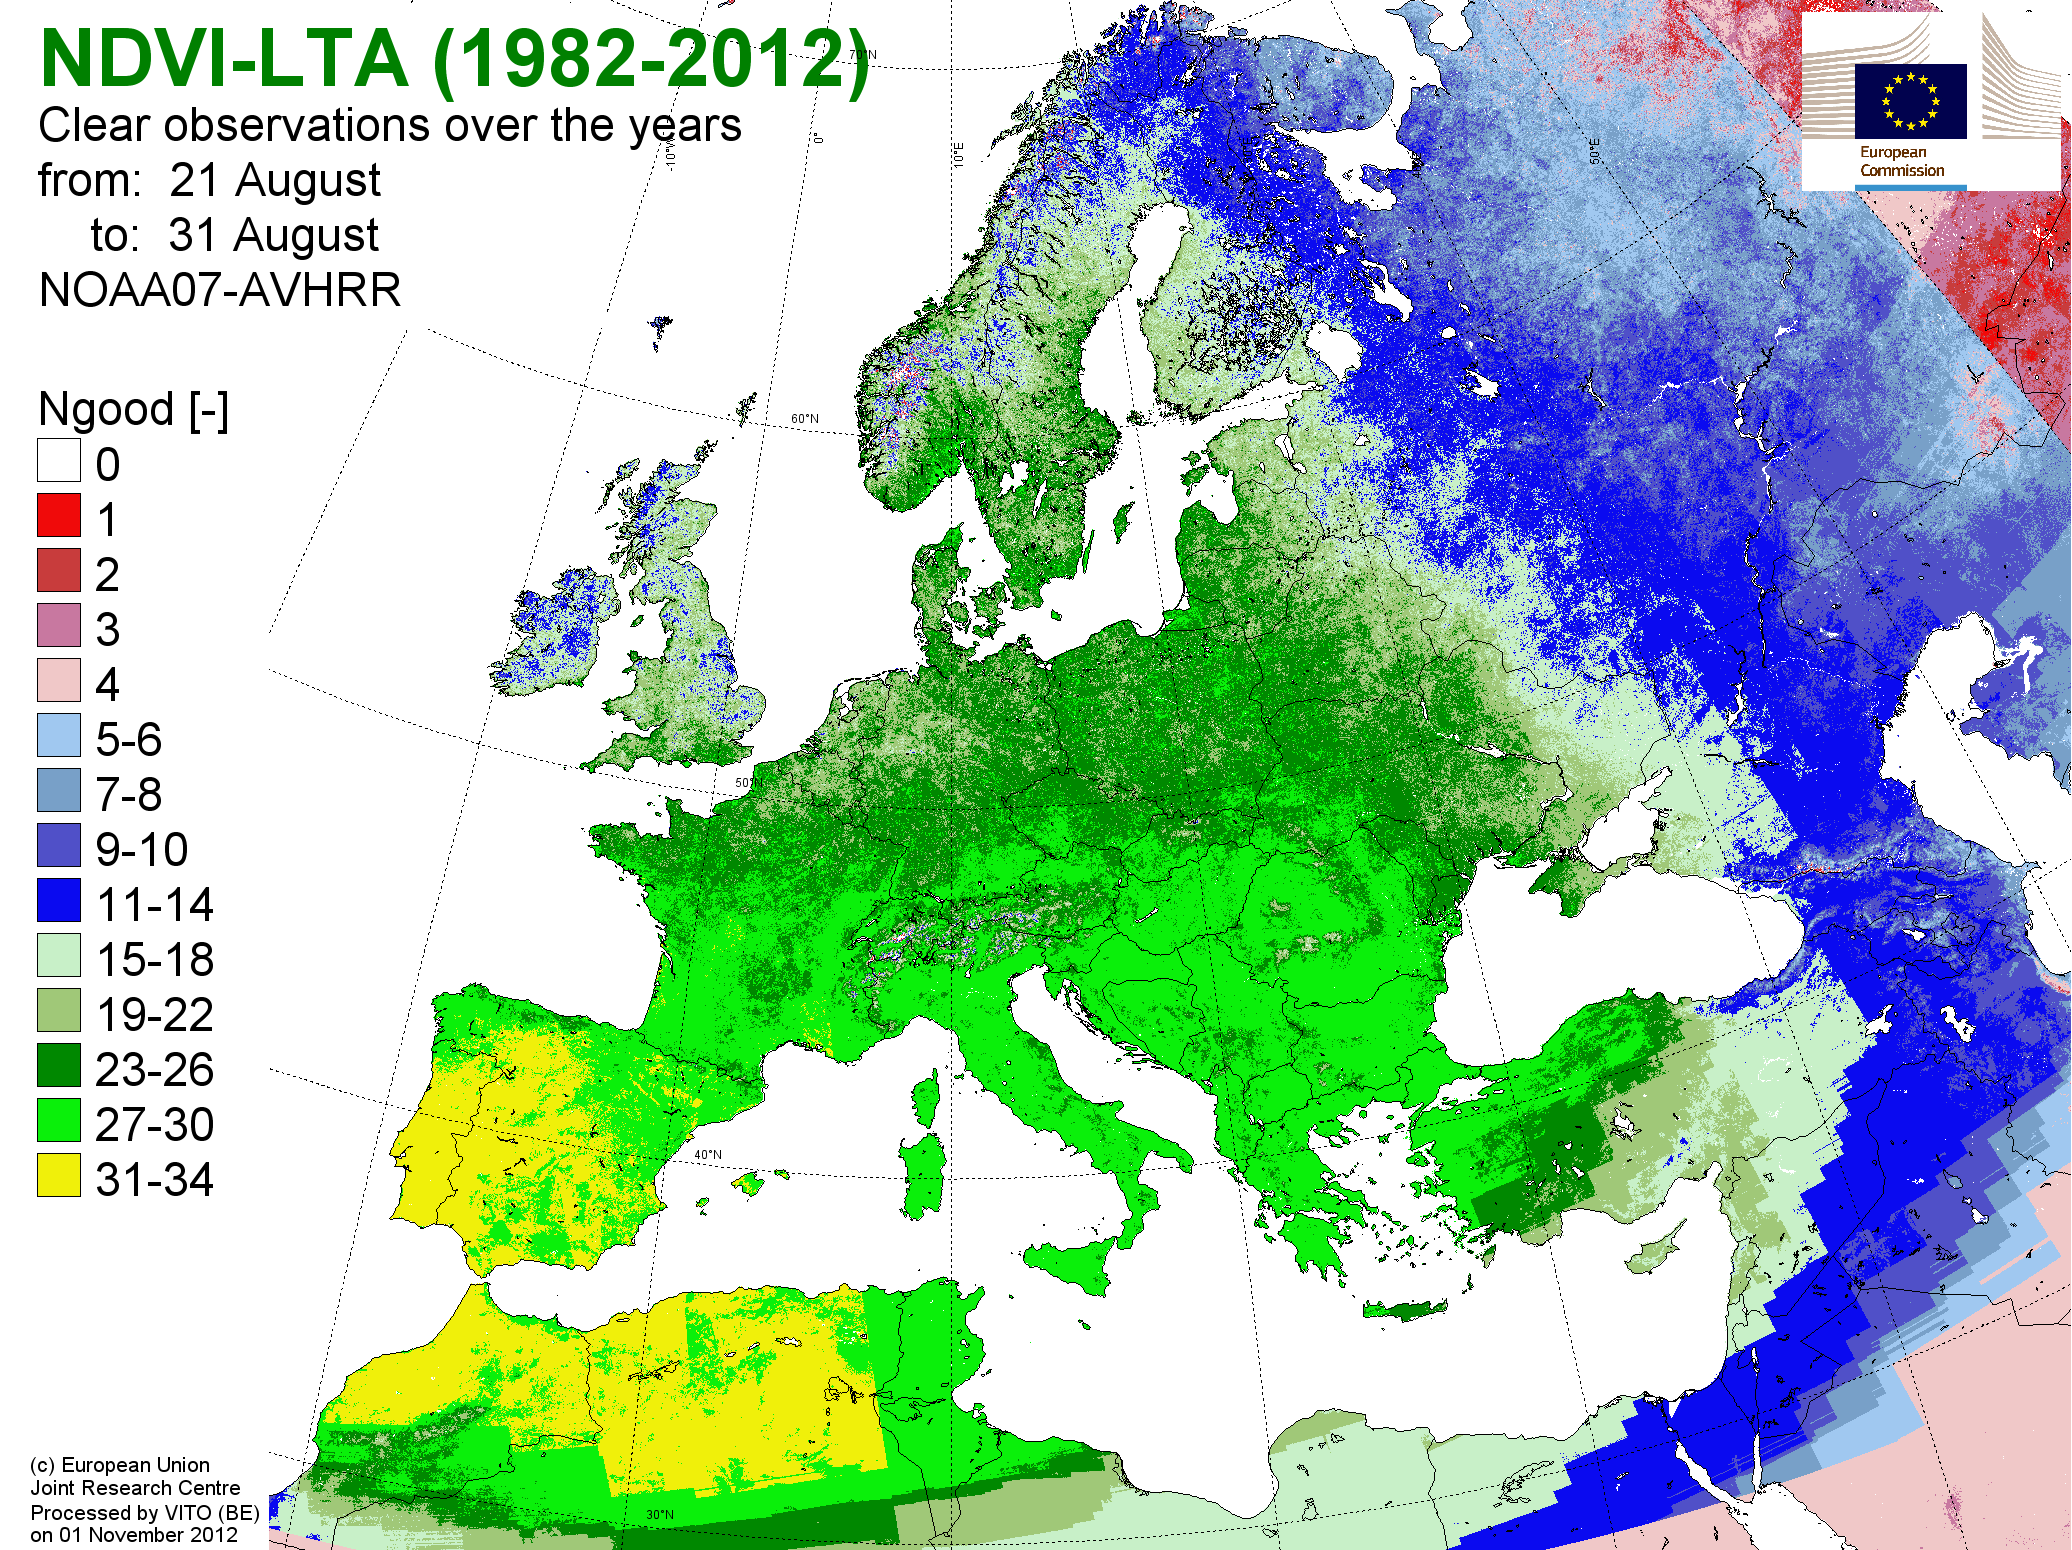 NDVI-LTA (1982-2012)
Clear observations over the years
from: 21 August
to: 31 August
NOAA07-AVHRR
Ngood [-]
0
1
2
3
4
5-6
7-8
9-10
11-14
15-18
19-22
23-26
27-30
31-34
(c) European Union
Joint Research Centre
Processed by VITO (BE)
on 01 November 2012
European
Commission
70°N
-10°W
0°
10°E
50°E
60°N
50°
40°N
30°N